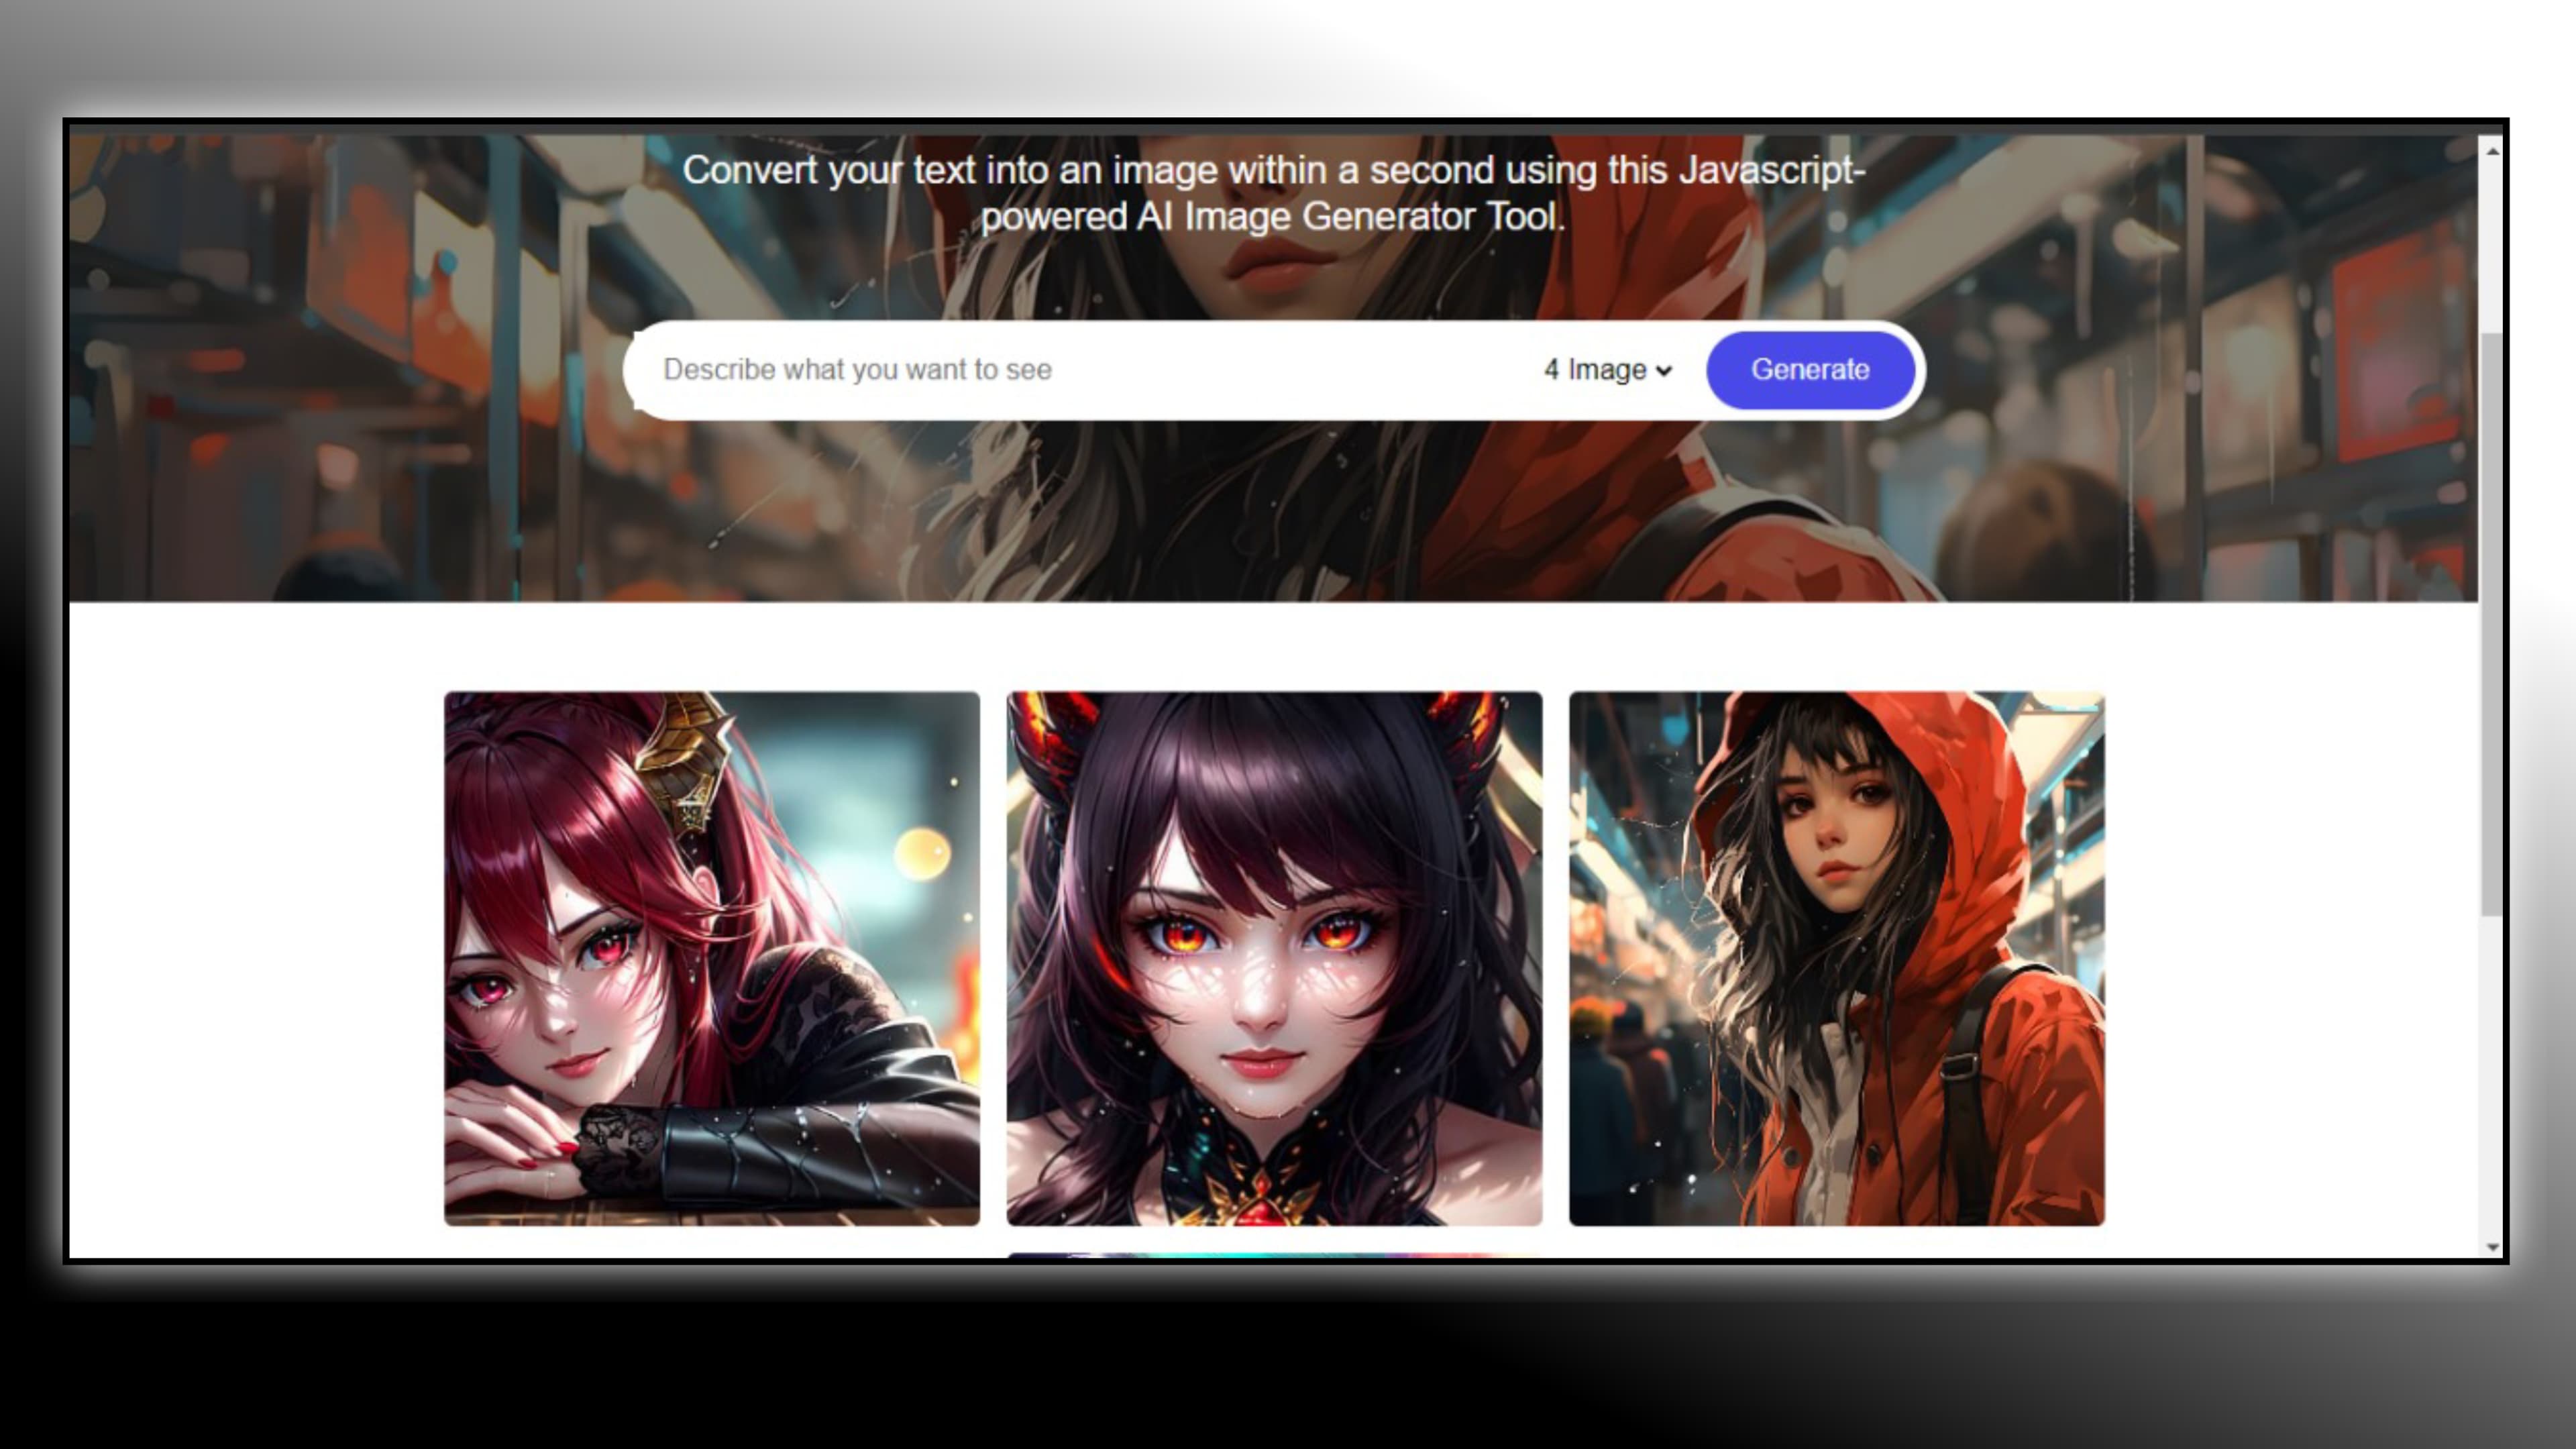 Convert your text into an image within a second using this Javascript-
powered AI Image Generator Tool.
Describe what you want to see
4 Image
Generate